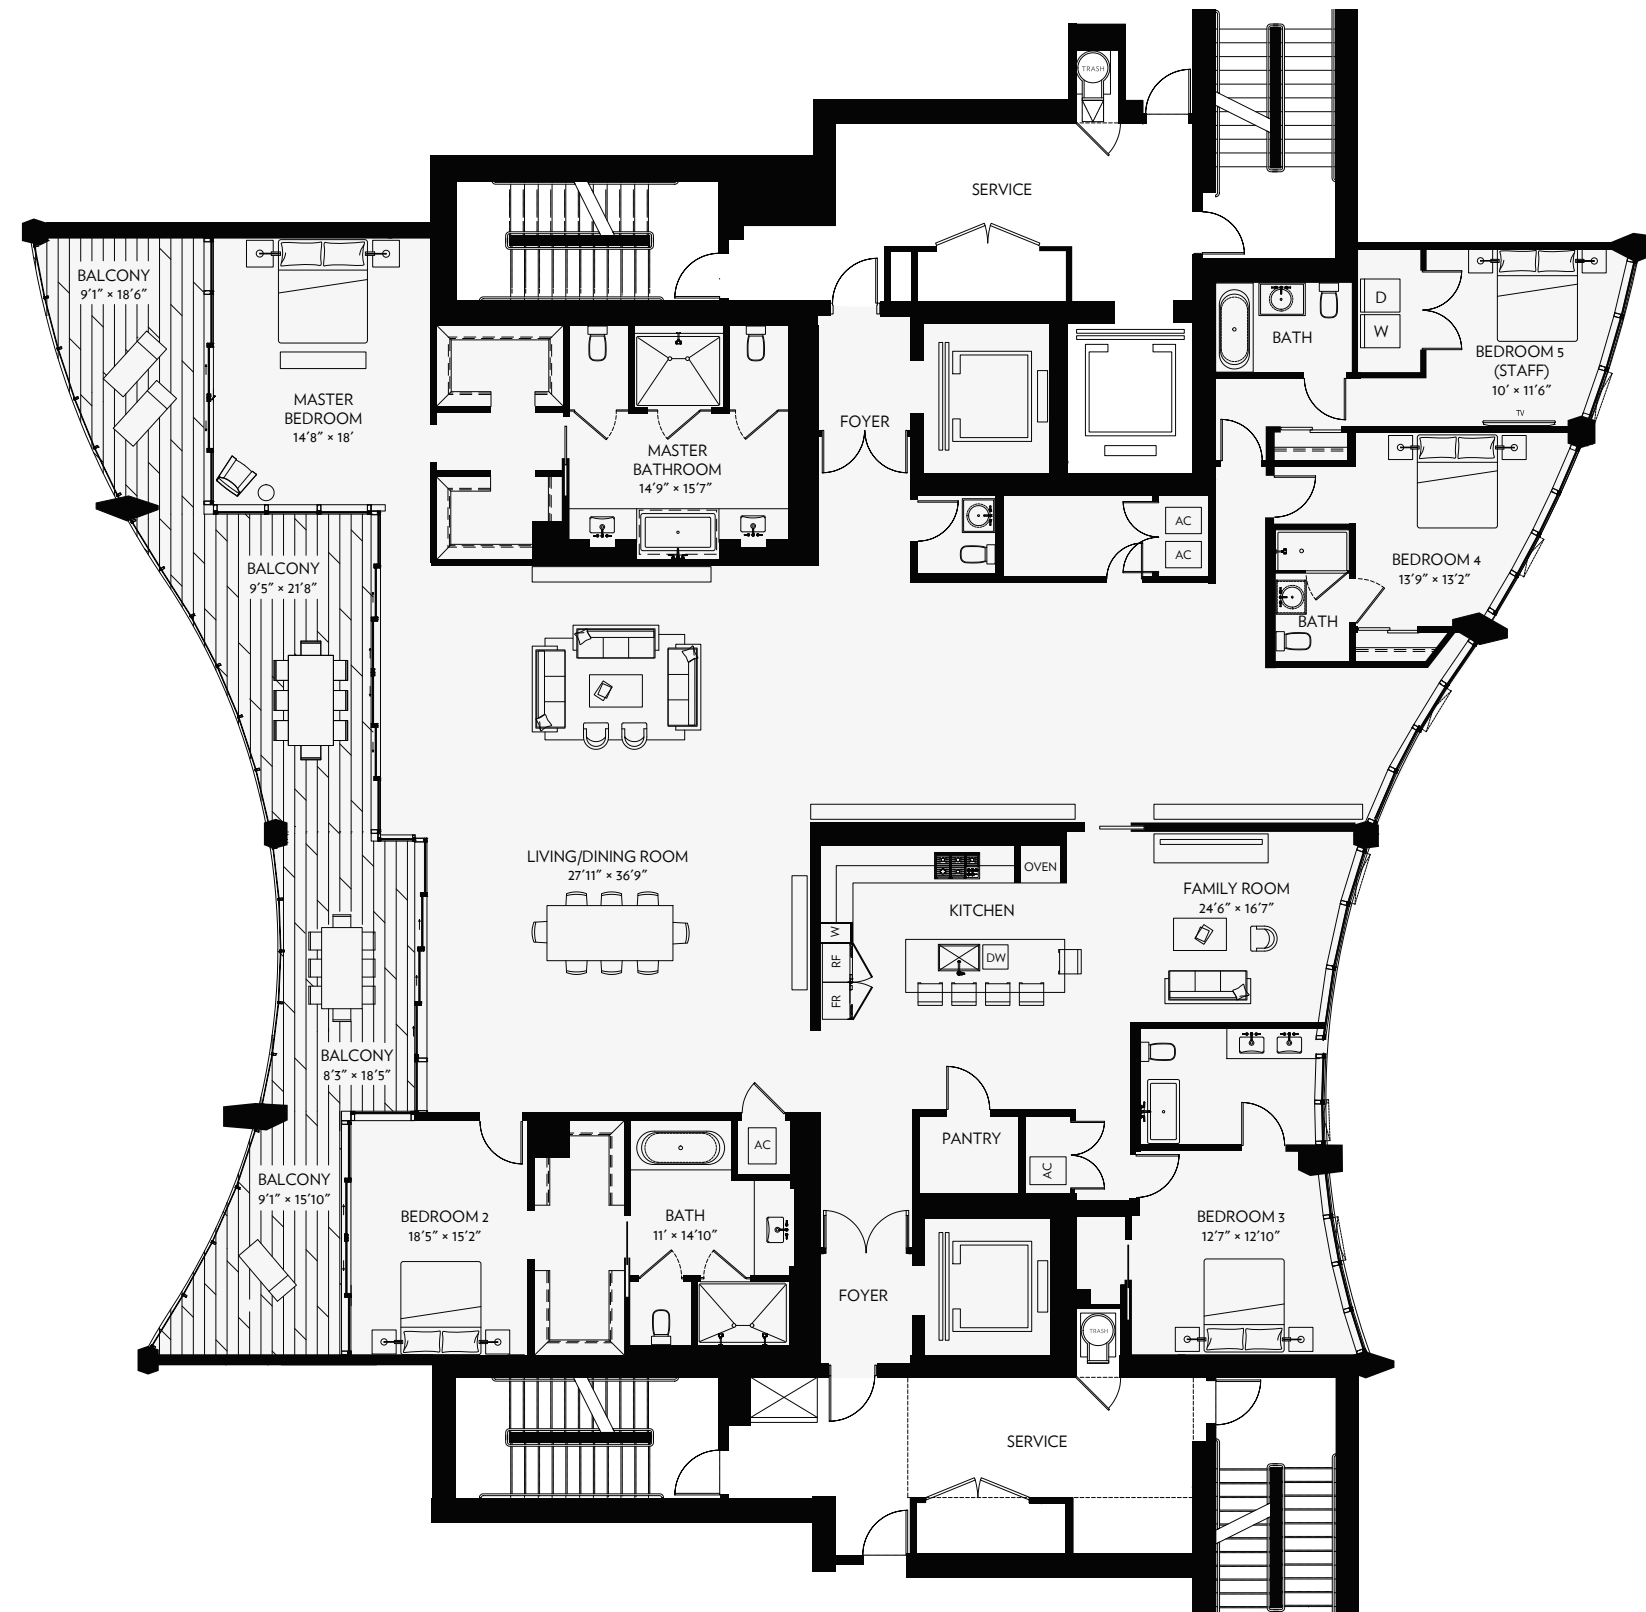 TRASH
SERVICE
BALCONY
9'1" × 18'6"
MASTER
BEDROOM
14'8" × 18'
FOYER
MASTER
BATHROOM
14'9" × 15'7"
BATH
D
W
BEDROOM 5
(STAFF)
10' × 11'6"
TV
AC
AC
BEDROOM 4
13'9" × 13'2"
BATH
BALCONY
9'5" × 21'8"
LIVING/DINING ROOM
27'11" × 36'9"
OVEN
KITCHEN
W
RF
FR
DW
FAMILY ROOM
24'6" × 16'7"
BALCONY
8'3" × 18'5"
AC
PANTRY
AC
BALCONY
9'1" × 15'10"
BEDROOM 2
18'5" × 15'2"
BATH
11' × 14'10"
BEDROOM 3
12'7" × 12'10"
FOYER
TRASH
SERVICE